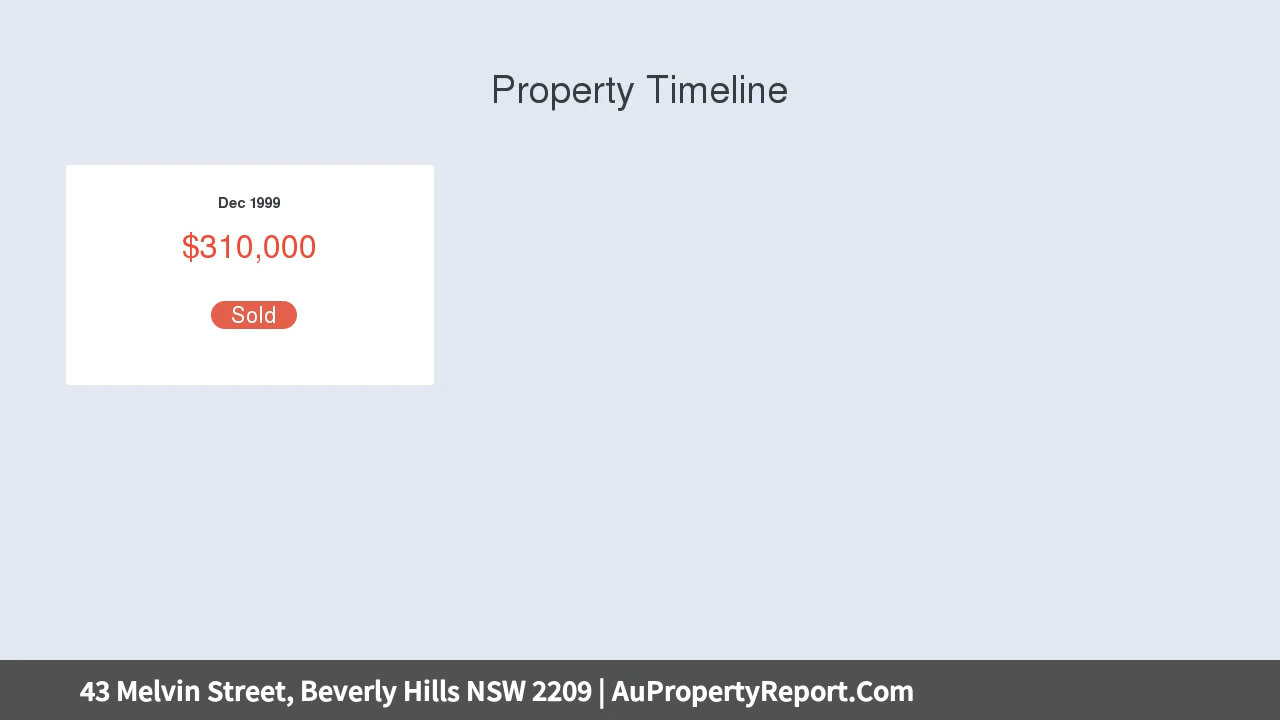 Property Timeline
Dec 1999
$310,000
Sold
43 Melvin Street, Beverly Hills NSW 2209 | AuPropertyReport.Com